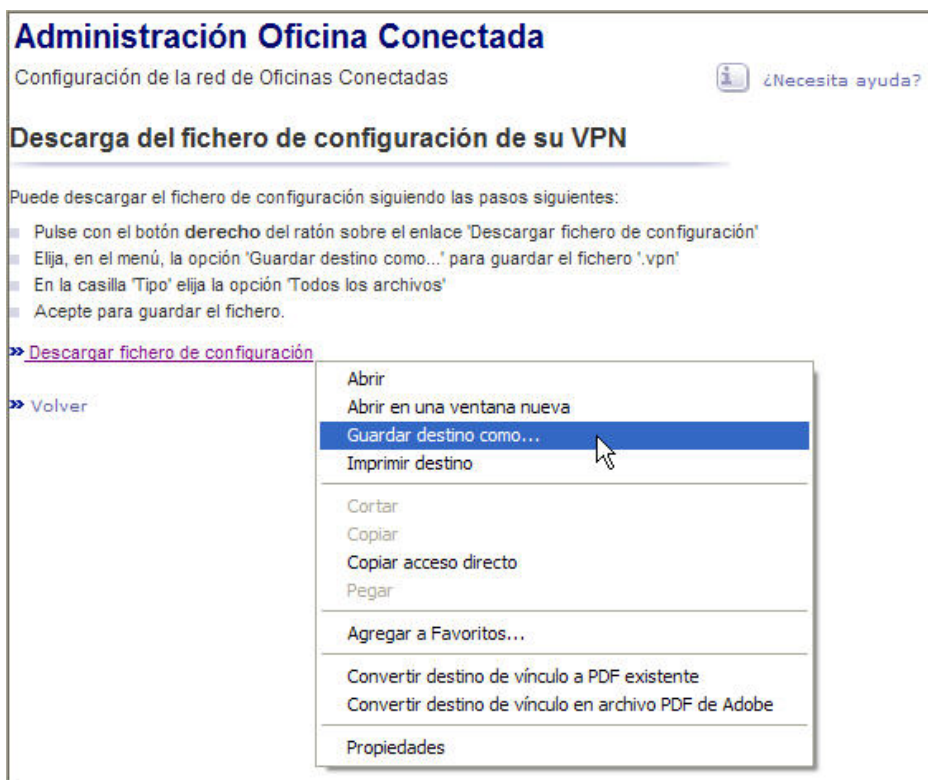 Administración Oficina Conectada
Configuración de la red de Oficinas Conectadas
i ¿Necesita ayuda?
Descarga del fichero de configuración de su VPN
Puede descargar el fichero de configuración siguiendo las pasos siguientes:
Pulse con el botón derecho del ratón sobre el enlace 'Descargar fichero de configuración'
Elija, en el menú, la opción 'Guardar destino como...' para guardar el fichero '.vpn'
En la casilla 'Tipo' elija la opción 'Todos los archivos'
Acepte para guardar el fichero.
» Descargar fichero de configuración
» Volver
Abrir
Abrir en una ventana nueva
Guardar destino como...
Imprimir destino
Cortar
Copiar
Copiar acceso directo
Pegar
Agregar a Favoritos...
Convertir destino de vínculo a PDF existente
Convertir destino de vínculo en archivo PDF de Adobe
Propiedades